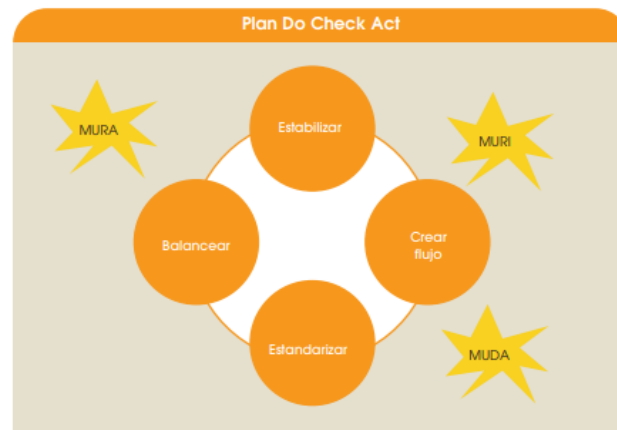 Plan Do Check Act
MURA
Estabilizar
MURI
Balancear
Crear
flujo
Estandarizar
MUDA